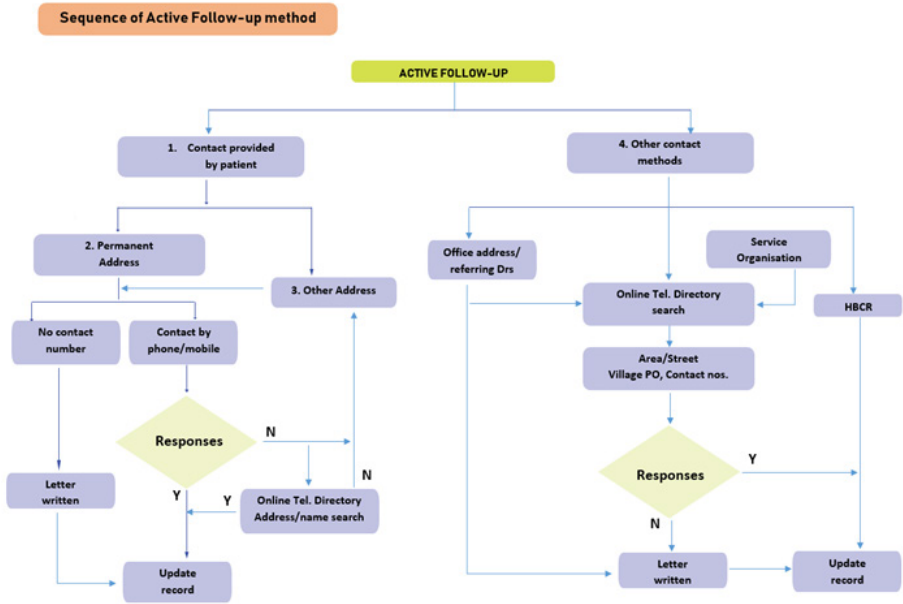 Sequence of Active Follow-up method
ACTIVE FOLLOW-UP
1. Contact provided
by patient
4. Other contact
methods
2. Permanent
Address
3. Other Address
No contact
number
Contact by
phone/mobile
Responses
N
N
Y
Y
Online Tel. Directory
Address/name search
Letter
written
Update
record
Office address/
referring Drs
Service
Organisation
Online Tel. Directory
search
HBCR
Area/Street
Village PO, Contact nos.
Responses
Y
N
Letter
written
Update
record